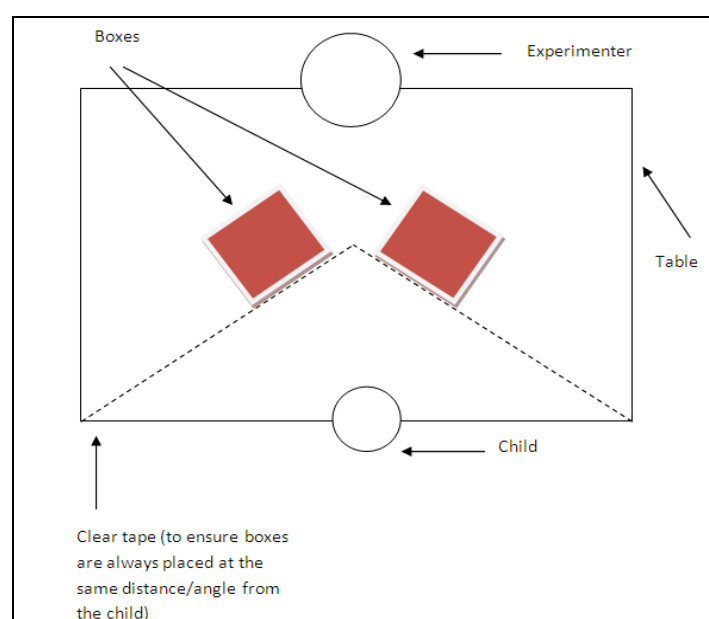 Boxes
Experimenter
Table
Child
Clear tape (to ensure boxes
are always placed at the
same distance/angle from
the child)